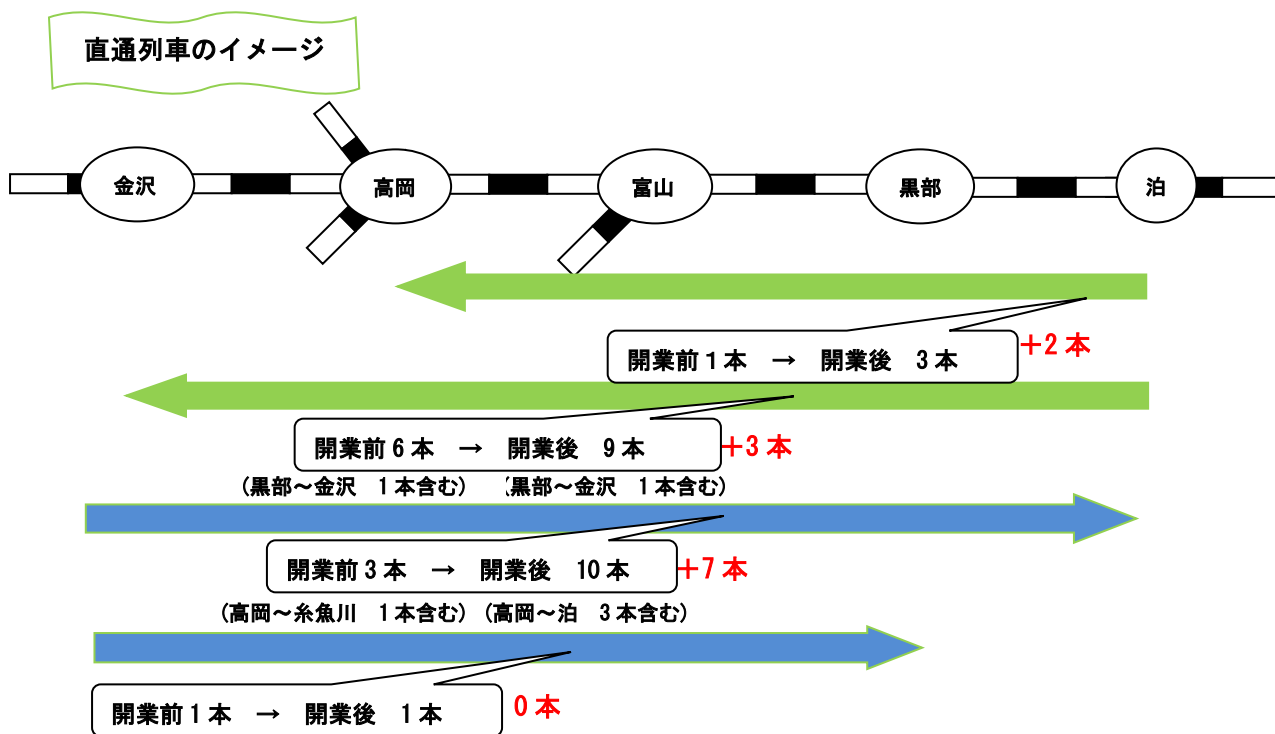 直通列車のイメージ
金沢 高岡 富山 黒部 泊
開業前1本 → 開業後 3本 +2本
開業前6本 → 開業後 9本 +3本
(黒部~金沢 1本含む) (黒部~金沢 1本含む)
開業前3本 → 開業後 10本 +7本
(高岡~糸魚川 1本含む) (高岡~泊 3本含む)
開業前1本 → 開業後 1本 0本